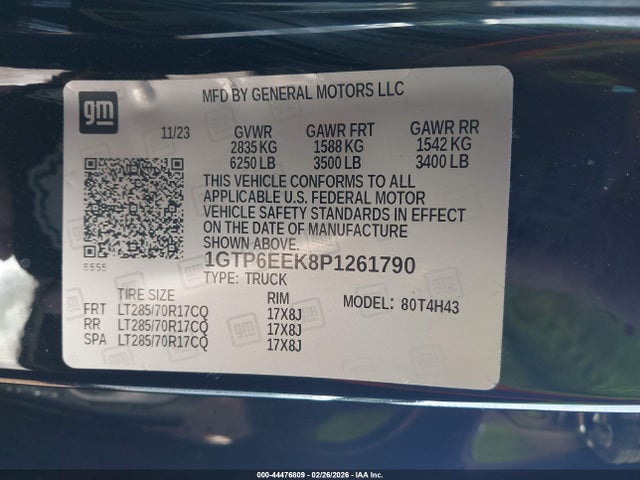 gm
MFD BY GENERAL MOTORS LLC
11/23 GVWR GAWR FRT GAWR RR
2835 KG 1588 KG 1542 KG
6250 LB 3500 LB 3400 LB
THIS VEHICLE CONFORMS TO ALL
APPLICABLE U.S. FEDERAL MOTOR
VEHICLE SAFETY STANDARDS IN EFFECT
ON THE DATE OF MANUFACTURE
SHOWN ABOVE.
8555
1GTP6EEK8P1261790
TYPE: TRUCK
TIRE SIZE RIM MODEL: 80T4H43
FRT LT285/70R17CQ 17X8J
RR LT285/70R17CQ 17X8J
SPA LT285/70R17CQ 17X8J
000-44476809 - 02/26/2026 - IAA Inc.